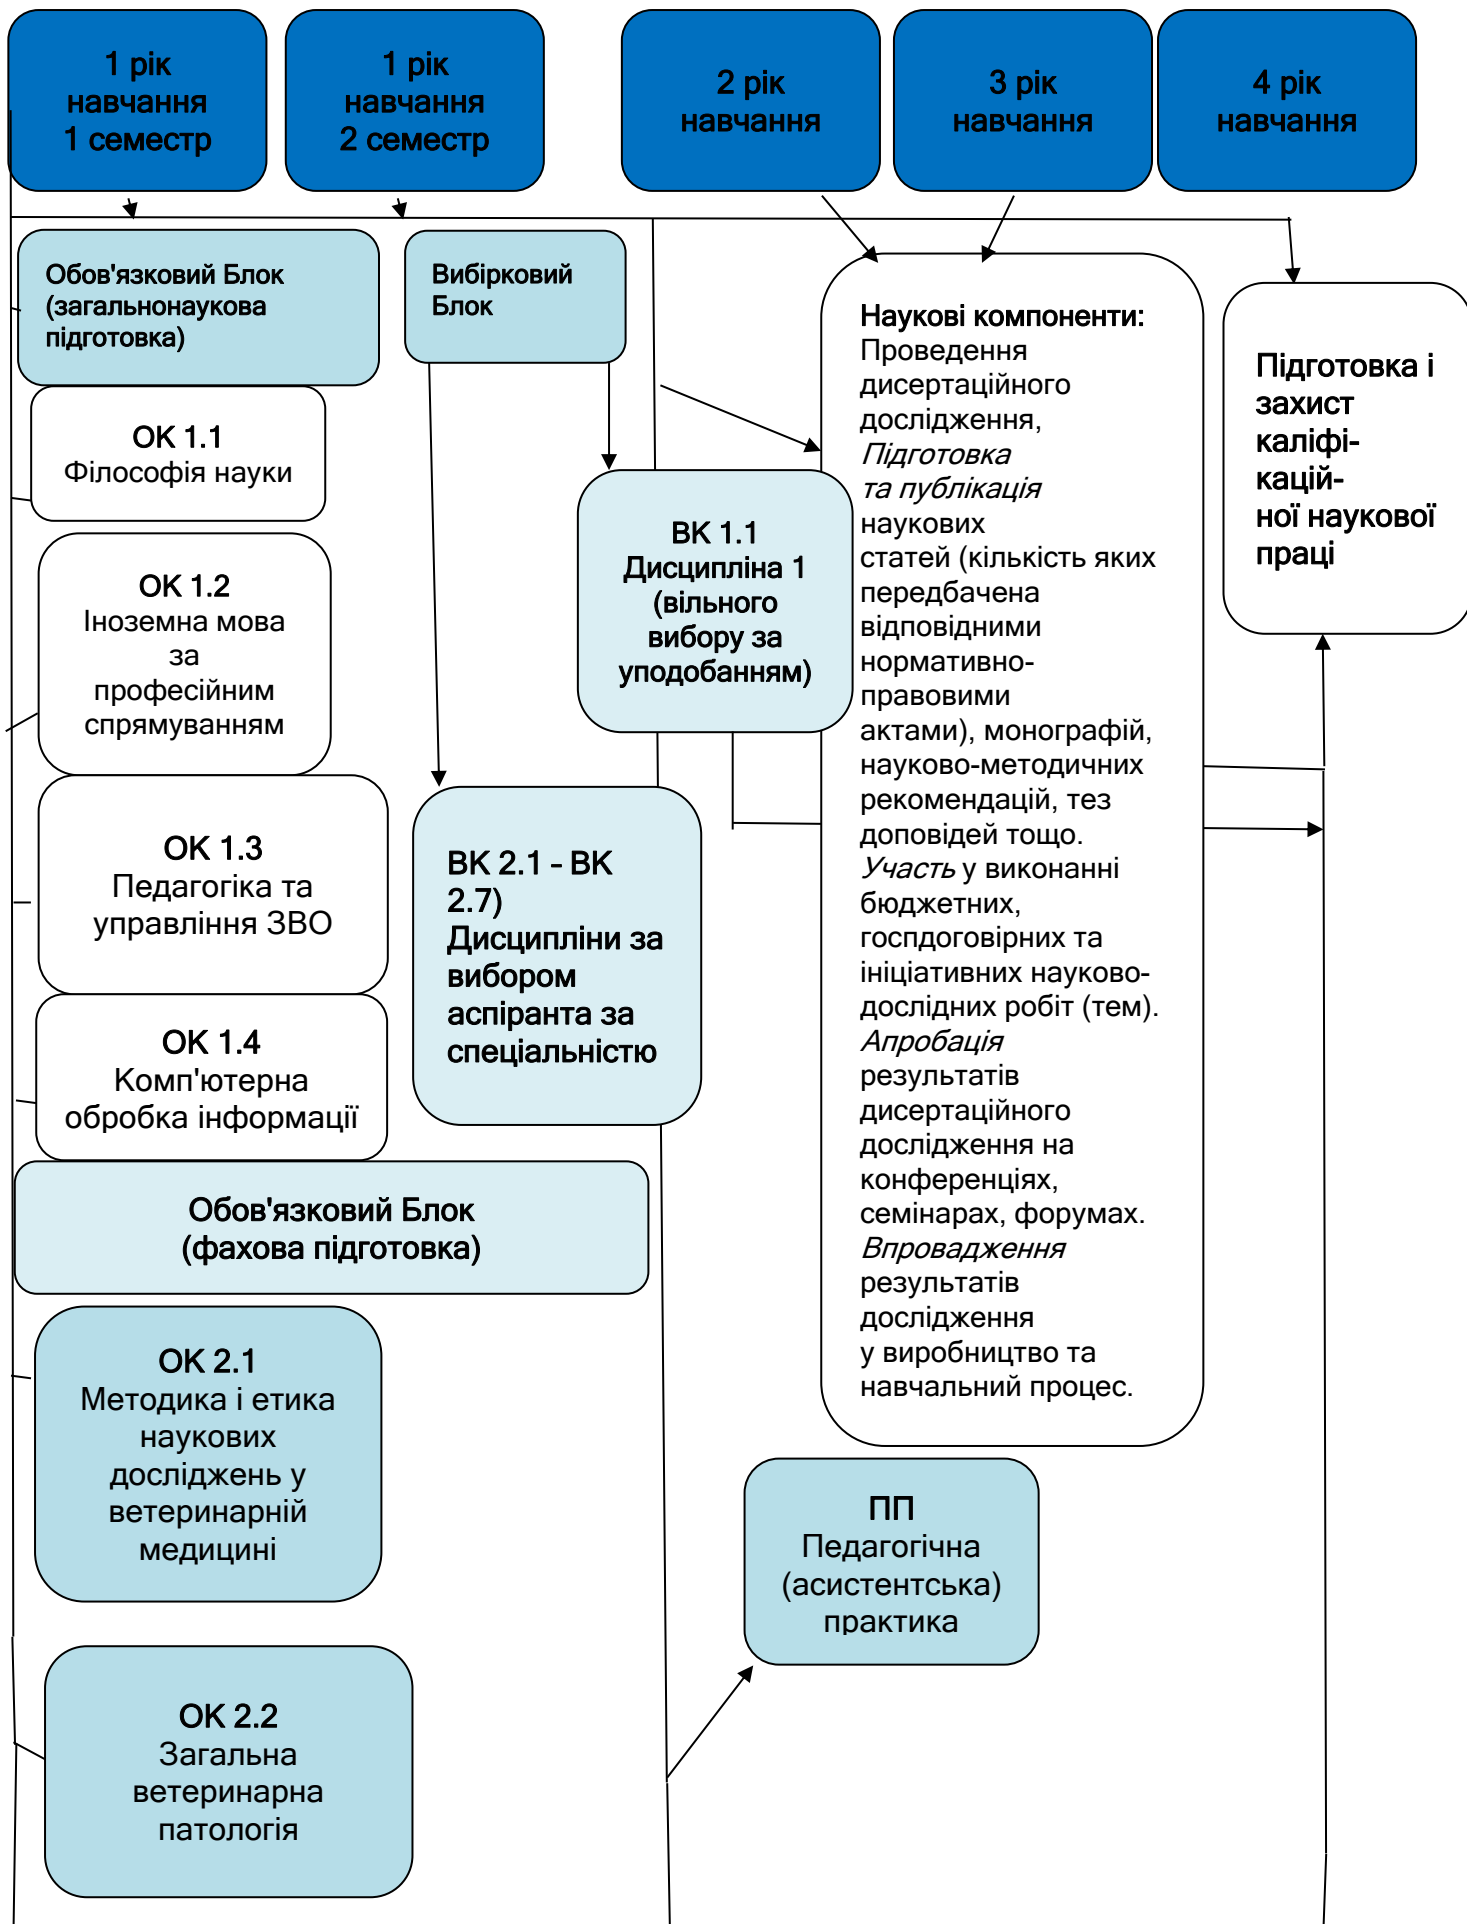 1 рік
навчання
1 семестр
1 рік
навчання
2 семестр
2 рік
навчання
3 рік
навчання
4 рік
навчання
Обов'язковий Блок
(загальнонаукова
підготовка)
Вибірковий
Блок
ОК 1.1
Філософія науки
ОК 1.2
Іноземна мова
за
професійним
спрямуванням
ОК 1.3
Педагогіка та
управління ЗВО
ОК 1.4
Комп'ютерна
обробка інформації
ВК 1.1
Дисципліна 1
(вільного
вибору за
уподобанням)
ВК 2.1 – ВК
2.7)
Дисципліни за
вибором
аспіранта за
спеціальністю
Обов'язковий Блок
(фахова підготовка)
ОК 2.1
Методика і етика
наукових
досліджень у
ветеринарній
медицині
ОК 2.2
Загальна
ветеринарна
патологія
Наукові компоненти:
Проведення
дисертаційного
дослідження,
Підготовка
та публікація
наукових
статей (кількість яких
передбачена
відповідними
нормативно-
правовими
актами), монографій,
науково-методичних
рекомендацій, тез
доповідей тощо.
Участь у виконанні
бюджетних,
госпдоговірних та
ініціативних науково-
дослідних робіт (тем).
Апробація
результатів
дисертаційного
дослідження на
конференціях,
семінарах, форумах.
Впровадження
результатів
дослідження
у виробництво та
навчальний процес.
ПП
Педагогічна
(асистентська)
практика
Підготовка і
захист
каліфі-
кацій-
ної наукової
праці